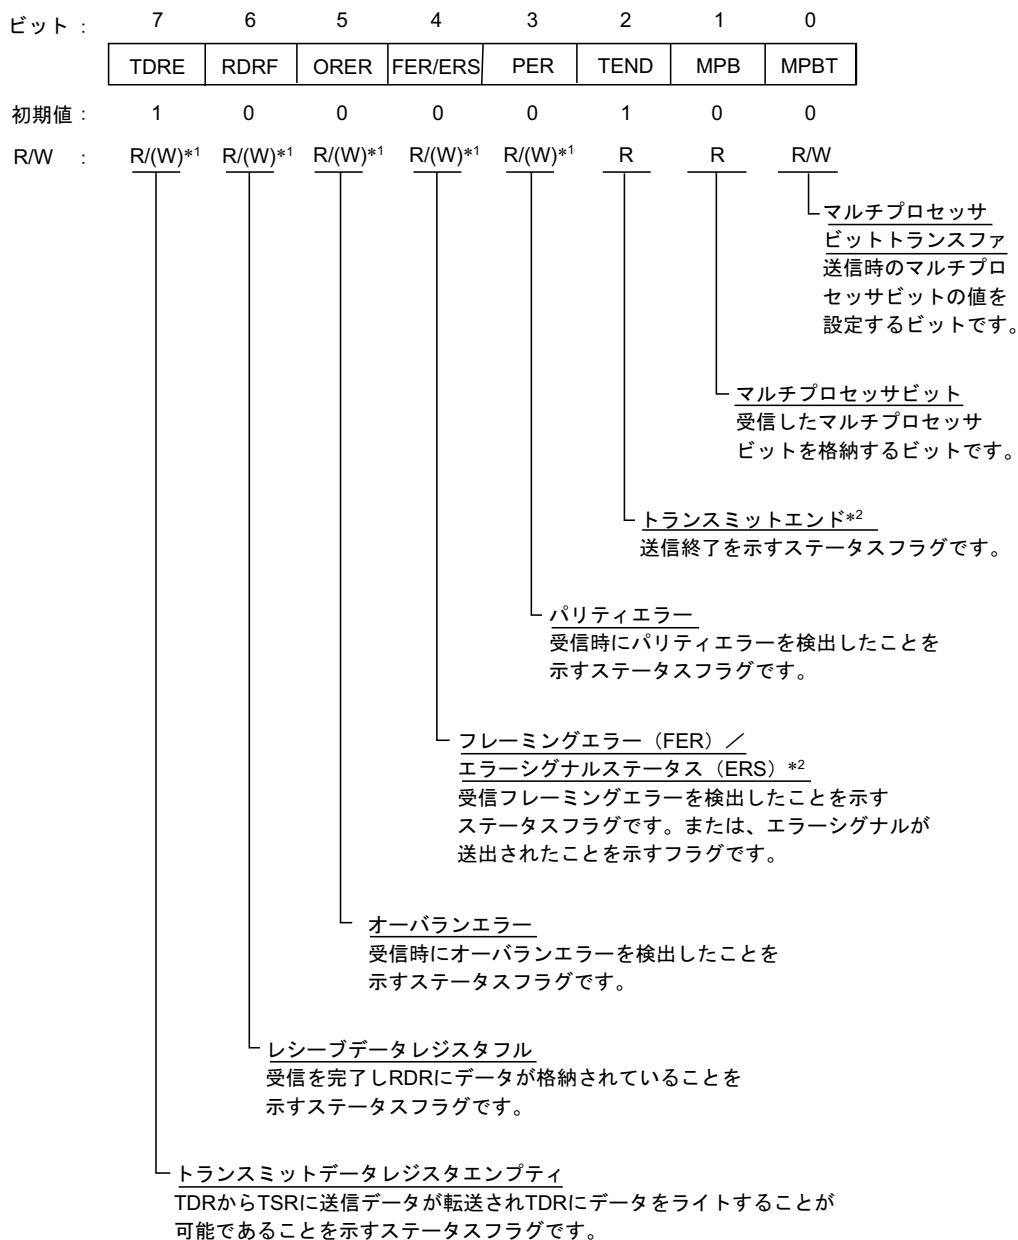 ビット : 7 6 5 4 3 2 1 0
TDRE RDRF ORER FER/ERS PER TEND MPB MPBT
初期値 : 1 0 0 0 0 1 0 0
R/W : R/(W)*1 R/(W)*1 R/(W)*1 R/(W)*1 R/(W)*1 R R R/W
マルチプロセッサ
ビットトランスファ
送信時のマルチプロ
セッサビットの値を
設定するビットです。
マルチプロセッサビット
受信したマルチプロセッサ
ビットを格納するビットです。
トランスミットエンド*2
送信終了を示すステータスフラグです。
パリティエラー
受信時にパリティエラーを検出したことを
示すステータスフラグです。
フレーミングエラー（FER）／
エラーシグナルステータス（ERS）*2
受信フレーミングエラーを検出したことを示す
ステータスフラグです。または、エラーシグナルが
送出されたことを示すフラグです。
オーバランエラー
受信時にオーバランエラーを検出したことを
示すステータスフラグです。
レシーブデータレジスタフル
受信を完了しRDRにデータが格納されていることを
示すステータスフラグです。
トランスミットデータレジスタエンプティ
TDRからTSRに送信データが転送されTDRにデータをライトすることが
可能であることを示すステータスフラグです。